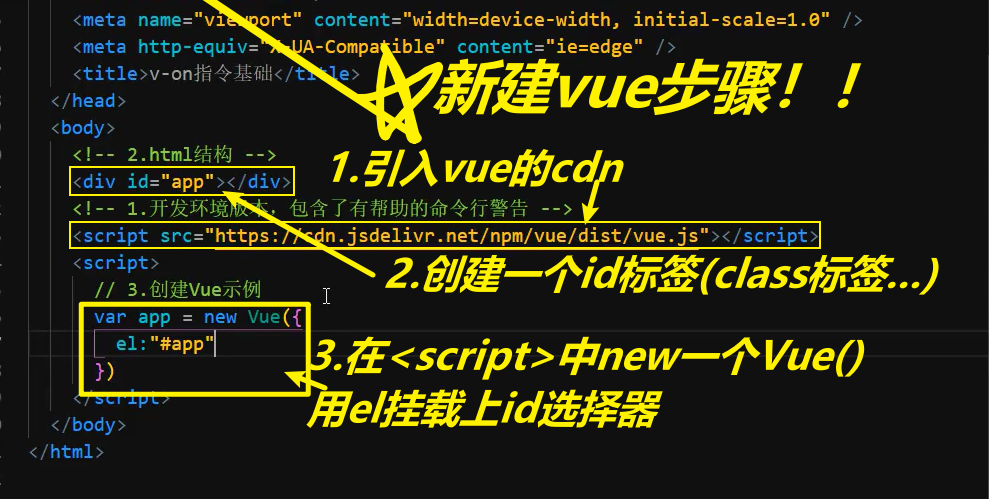 <meta name="viewport" content="width=device-width, initial-scale=1.0" />
<meta http-equiv="X-UA-Compatible" content="ie=edge" />
<title>v-on指令基础</title>
新建vue步骤！！
</head>
<body>
<!-- 2.html结构 -->
1.引入vue的cdn
<div id="app"></div>
<!-- 1.开发环境版本，包含了有帮助的命令行警告 -->
<script src="https://cdn.jsdelivr.net/npm/vue/dist/vue.js"></script>
<script>
2.创建一个id标签(class标签...)
// 3.创建Vue示例
var app = new Vue({
el:"#app"
3.在<script>中new一个Vue()
})
</script>
用el挂载上id选择器
</body>
</html>